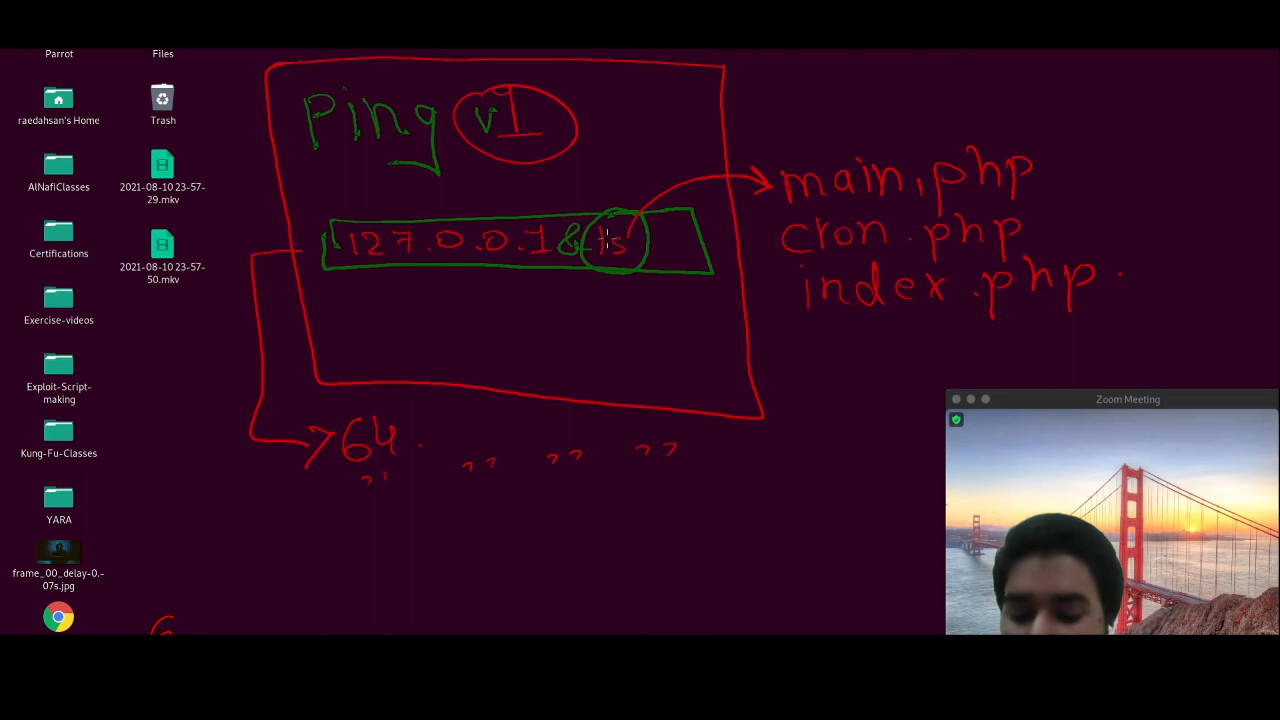 Parrot
Files
raedahsan's Home
Trash
AlNafiClasses
2021-08-10 23-57-
29.mkv
Certifications
2021-08-10 23-57-
50.mkv
Exercise-videos
Exploit-Script-
making
Kung-Fu-Classes
YARA
frame_00_delay-0.-
07s.jpg
Ping v1
127.0.0.1 & ls
main.php
cron.php
index.php
64
Zoom Meeting